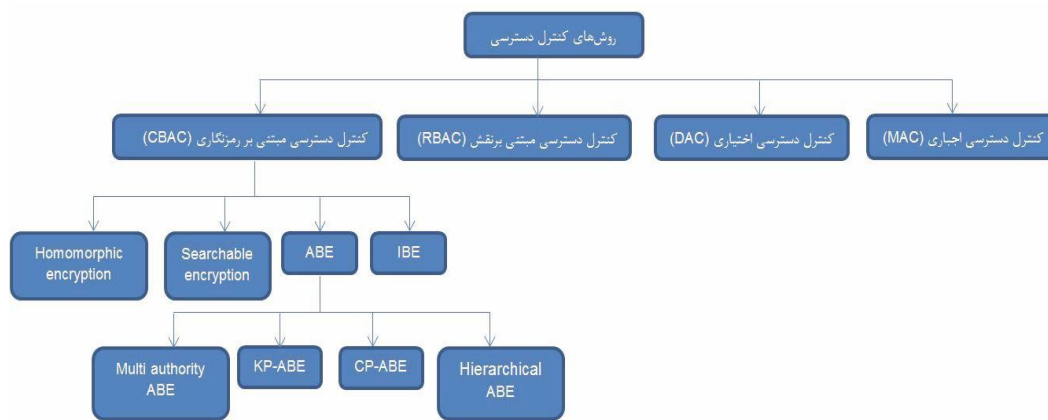 روش‌های کنترل دسترسی
کنترل دسترسی اجباری (MAC)
کنترل دسترسی اختیاری (DAC)
کنترل دسترسی مبتنی برنقش (RBAC)
کنترل دسترسی مبتنی بر رمزنگاری (CBAC)
Homomorphic
encryption
Searchable
encryption
ABE
IBE
Multi authority
ABE
KP-ABE
CP-ABE
Hierarchical
ABE